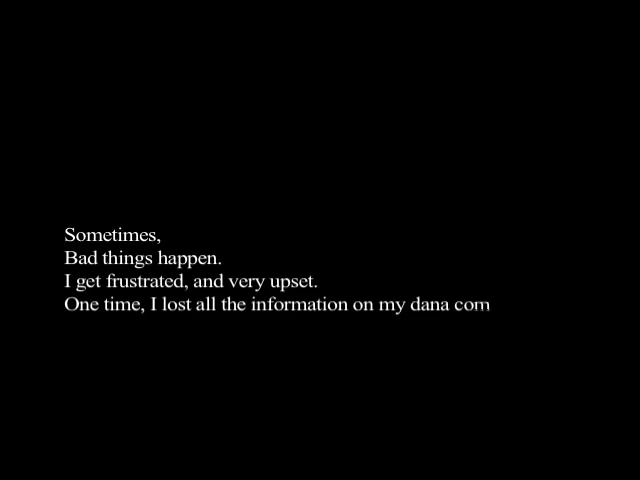 Sometimes,
Bad things happen.
I get frustrated, and very upset.
One time, I lost all the information on my dana com